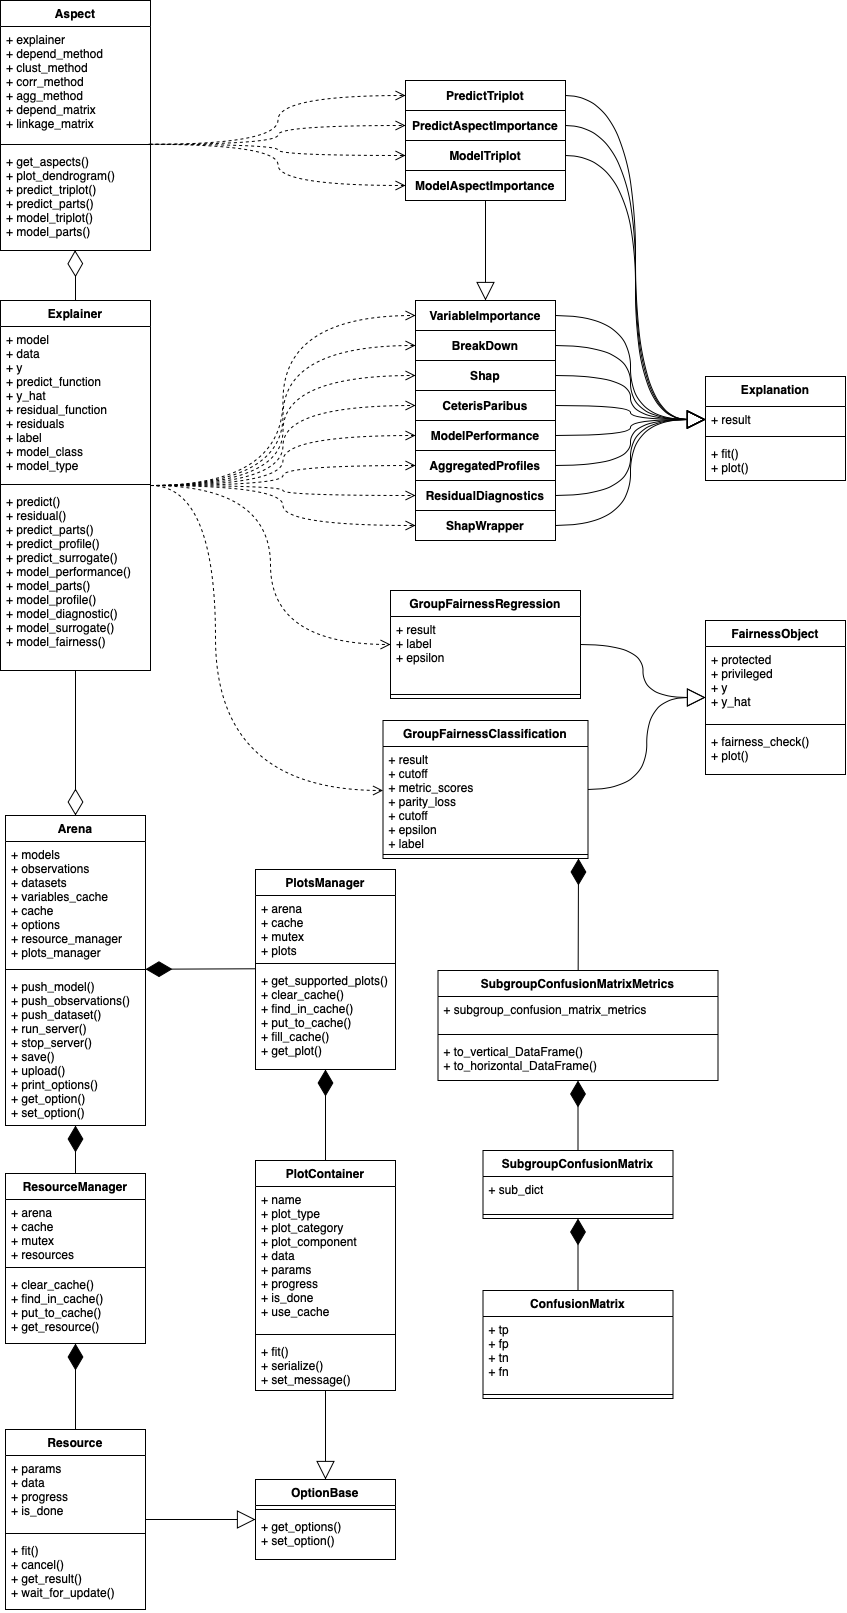 Aspect
+ explainer
+ depend_method
+ clust_method
+ corr_method
+ agg_method
+ depend_matrix
+ linkage_matrix
+ get_aspects()
+ plot_dendrogram()
+ predict_triplot()
+ predict_parts()
+ model_triplot()
+ model_parts()
PredictTriplot
PredictAspectImportance
ModelTriplot
ModelAspectImportance
Explainer
+ model
+ data
+ y
+ predict_function
+ y_hat
+ residual_function
+ residuals
+ label
+ model_class
+ model_type
+ predict()
+ residual()
+ predict_parts()
+ predict_profile()
+ predict_surrogate()
+ model_performance()
+ model_parts()
+ model_profile()
+ model_diagnostic()
+ model_surrogate()
+ model_fairness()
VariableImportance
BreakDown
Shap
CeterisParibus
ModelPerformance
AggregatedProfiles
ResidualDiagnostics
ShapWrapper
Explanation
+ result
+ fit()
+ plot()
GroupFairnessRegression
+ result
+ label
+ epsilon
FairnessObject
+ protected
+ privileged
+ y
+ y_hat
+ fairness_check()
+ plot()
GroupFairnessClassification
+ result
+ cutoff
+ metric_scores
+ parity_loss
+ cutoff
+ epsilon
+ label
Arena
+ models
+ observations
+ datasets
+ variables_cache
+ cache
+ options
+ resource_manager
+ plots_manager
+ push_model()
+ push_observations()
+ push_dataset()
+ run_server()
+ stop_server()
+ save()
+ upload()
+ print_options()
+ get_option()
+ set_option()
PlotsManager
+ arena
+ cache
+ mutex
+ plots
+ get_supported_plots()
+ clear_cache()
+ find_in_cache()
+ put_to_cache()
+ fill_cache()
+ get_plot()
SubgroupConfusionMatrixMetrics
+ subgroup_confusion_matrix_metrics
+ to_vertical_DataFrame()
+ to_horizontal_DataFrame()
ResourceManager
+ arena
+ cache
+ mutex
+ resources
+ clear_cache()
+ find_in_cache()
+ put_to_cache()
+ get_resource()
PlotContainer
+ name
+ plot_type
+ plot_category
+ plot_component
+ data
+ params
+ progress
+ is_done
+ use_cache
+ fit()
+ serialize()
+ set_message()
SubgroupConfusionMatrix
+ sub_dict
ConfusionMatrix
+ tp
+ fp
+ tn
+ fn
Resource
+ params
+ data
+ progress
+ is_done
+ fit()
+ cancel()
+ get_result()
+ wait_for_update()
OptionBase
+ get_options()
+ set_option()